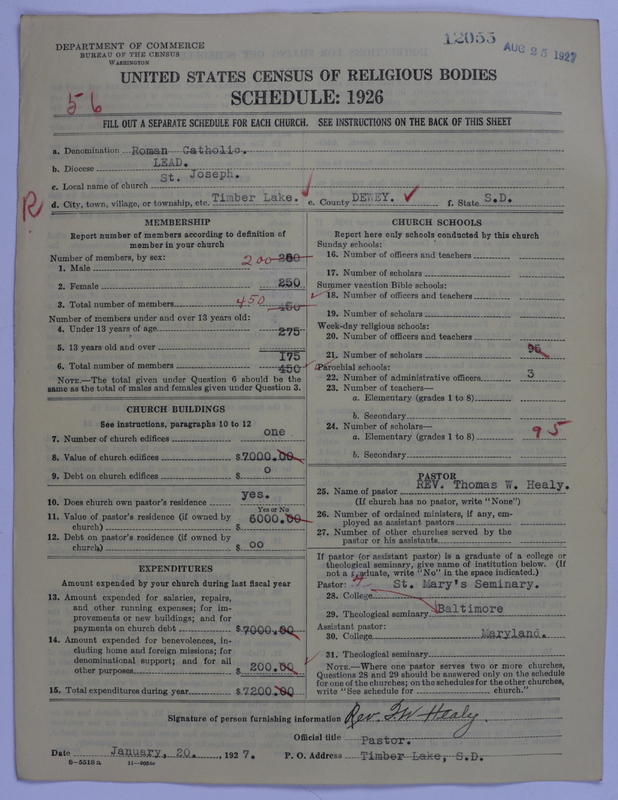 12055
AUG 25 1927
DEPARTMENT OF COMMERCE
BUREAU OF THE CENSUS
WASHINGTON
UNITED STATES CENSUS OF RELIGIOUS BODIES
SCHEDULE: 1926
56
FILL OUT A SEPARATE SCHEDULE FOR EACH CHURCH. SEE INSTRUCTIONS ON THE BACK OF THIS SHEET
a. Denomination Roman Catholic.
b. Diocese LEAD.
c. Local name of church St. Joseph.
R d. City, town, village, or township, etc. Timber Lake. e. County DEWEY. f. State S.D.
MEMBERSHIP
Report number of members according to definition of
member in your church
Number of members, by sex:
1. Male 200
2. Female 250
3. Total number of members 450 450
Number of members under and over 13 years old:
4. Under 13 years of age 275
5. 13 years old and over 175
6. Total number of members 450
NOTE.—The total given under Question 6 should be the
same as the total of males and females given under Question 3.
CHURCH BUILDINGS
See instructions, paragraphs 10 to 12
7. Number of church edifices one
8. Value of church edifices $7000.00
9. Debt on church edifices $ 0
10. Does church own pastor's residence yes.
Yes or No
11. Value of pastor's residence (if owned by
church) $ 6000.00
12. Debt on pastor's residence (if owned by
church) $ 00
EXPENDITURES
Amount expended by your church during last fiscal year
13. Amount expended for salaries, repairs,
and other running expenses; for im-
provements or new buildings; and for
payments on church debt $7000.00
14. Amount expended for benevolences, in-
cluding home and foreign missions; for
denominational support; and for all
other purposes $ 200.00
15. Total expenditures during year $7200.00
CHURCH SCHOOLS
Report here only schools conducted by this church
Sunday schools:
16. Number of officers and teachers
17. Number of scholars
Summer vacation Bible schools:
18. Number of officers and teachers
19. Number of scholars
Week-day religious schools:
20. Number of officers and teachers
21. Number of scholars 95
Parochial schools:
22. Number of administrative officers 3
23. Number of teachers—
a. Elementary (grades 1 to 8)
b. Secondary
24. Number of scholars—
a. Elementary (grades 1 to 8) 95
b. Secondary
PASTOR
25. Name of pastor REV. Thomas W. Healy.
(If church has no pastor, write "None")
26. Number of ordained ministers, if any, em-
ployed as assistant pastors
27. Number of other churches served by the
pastor or his assistants
If pastor (or assistant pastor) is a graduate of a college or
theological seminary, give name of institution below. (If
not a graduate, write "No" in the space indicated.)
Pastor: St. Mary's Seminary.
28. College
29. Theological seminary Baltimore
Assistant pastor:
30. College Maryland.
31. Theological seminary
NOTE.—Where one pastor serves two or more churches,
Questions 28 and 29 should be answered only on the schedule
for one of the churches; on the schedules for the other churches,
write "See schedule for church."
Signature of person furnishing information Rev. T.W Healy.
Official title Pastor.
Date January, 20. , 1927. P. O. Address Timber Lake, S.D.
8-5518a